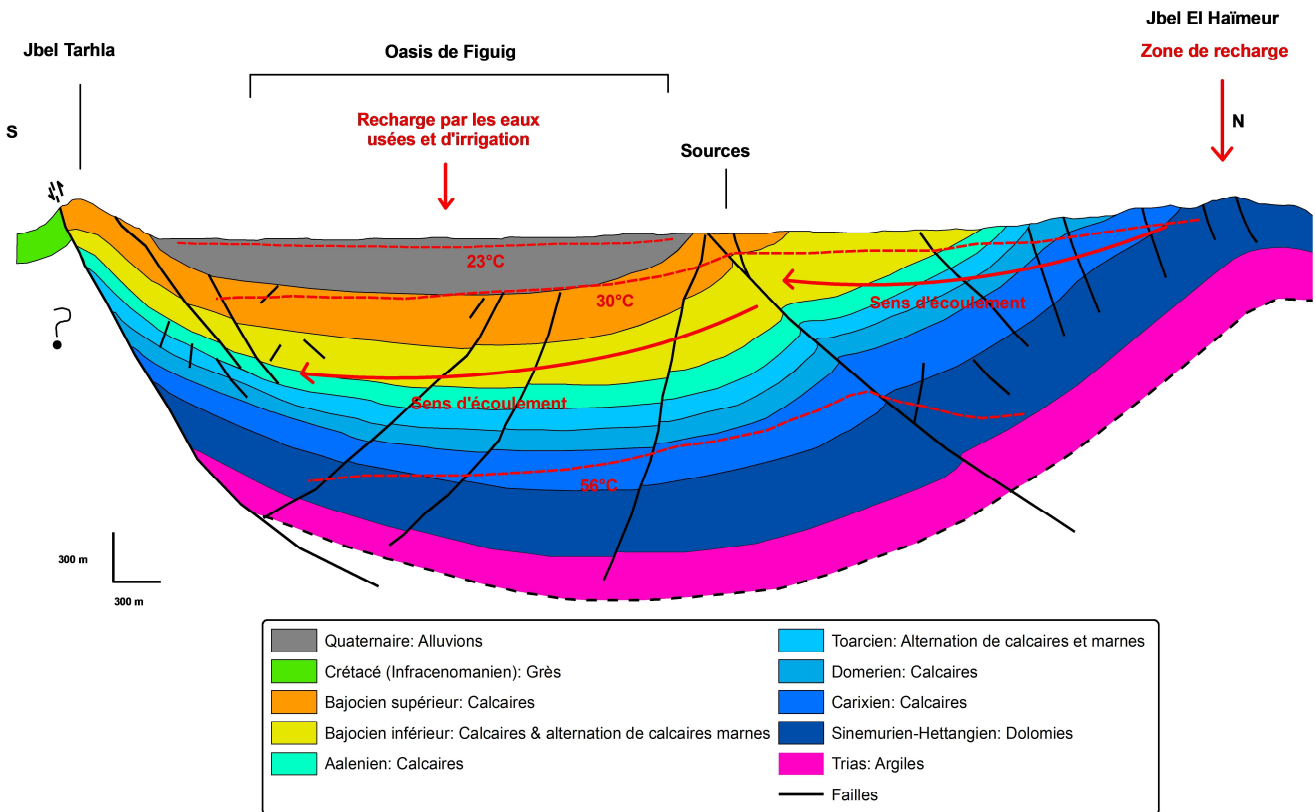 Jbel El Haïmeur
Jbel Tarhla
Oasis de Figuig
Zone de recharge
S
Recharge par les eaux
usées et d'irrigation
N
Sources
23°C
30°C
Sens d'écoulement
?
Sens d'écoulement
56°C
300 m
300 m
Quaternaire: Alluvions
Crétacé (Infracenomanien): Grès
Bajocien supérieur: Calcaires
Bajocien inférieur: Calcaires & alternation de calcaires marnes
Aalenien: Calcaires
Toarcien: Alternation de calcaires et marnes
Domerien: Calcaires
Carixien: Calcaires
Sinemurien-Hettangien: Dolomies
Trias: Argiles
Failles